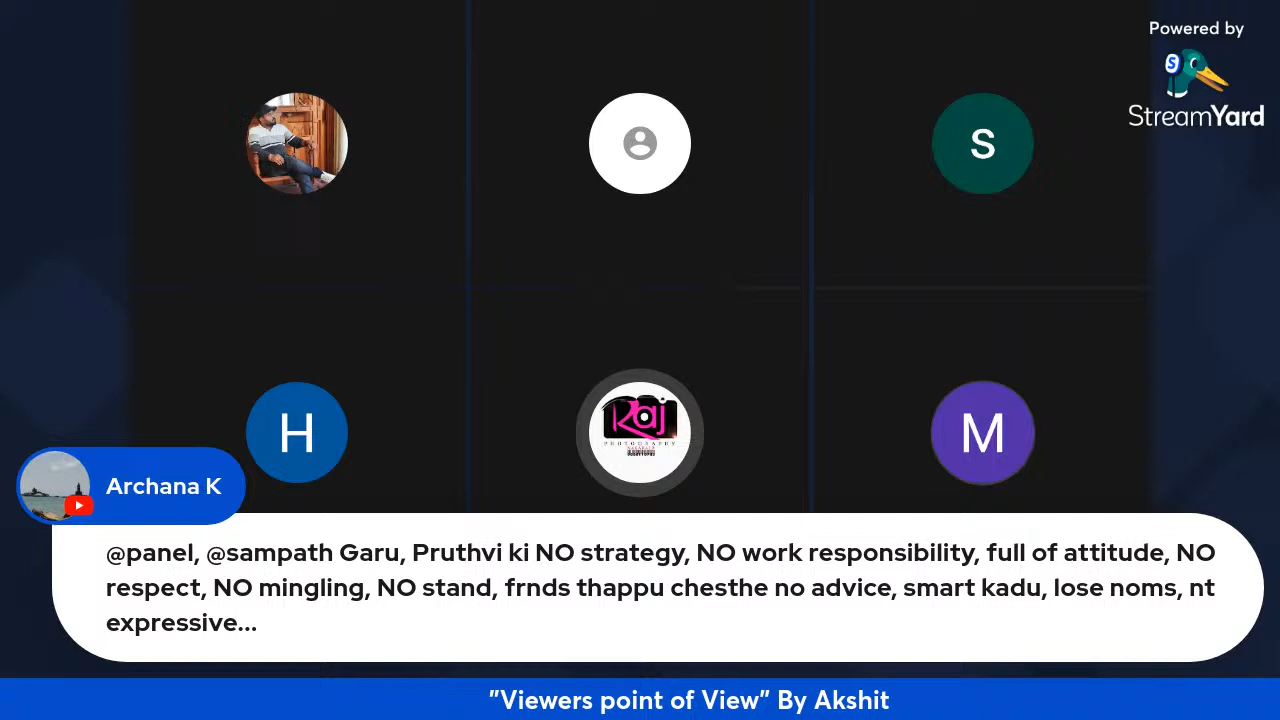 Powered by
S
StreamYard
S
H
Raj
PHOTOGRAPHY
M
Archana K
@panel, @sampath Garu, Pruthvi ki NO strategy, NO work responsibility, full of attitude, NO
respect, NO mingling, NO stand, frnds thappu chesthe no advice, smart kadu, lose noms, nt
expressive...
"Viewers point of View" By Akshit